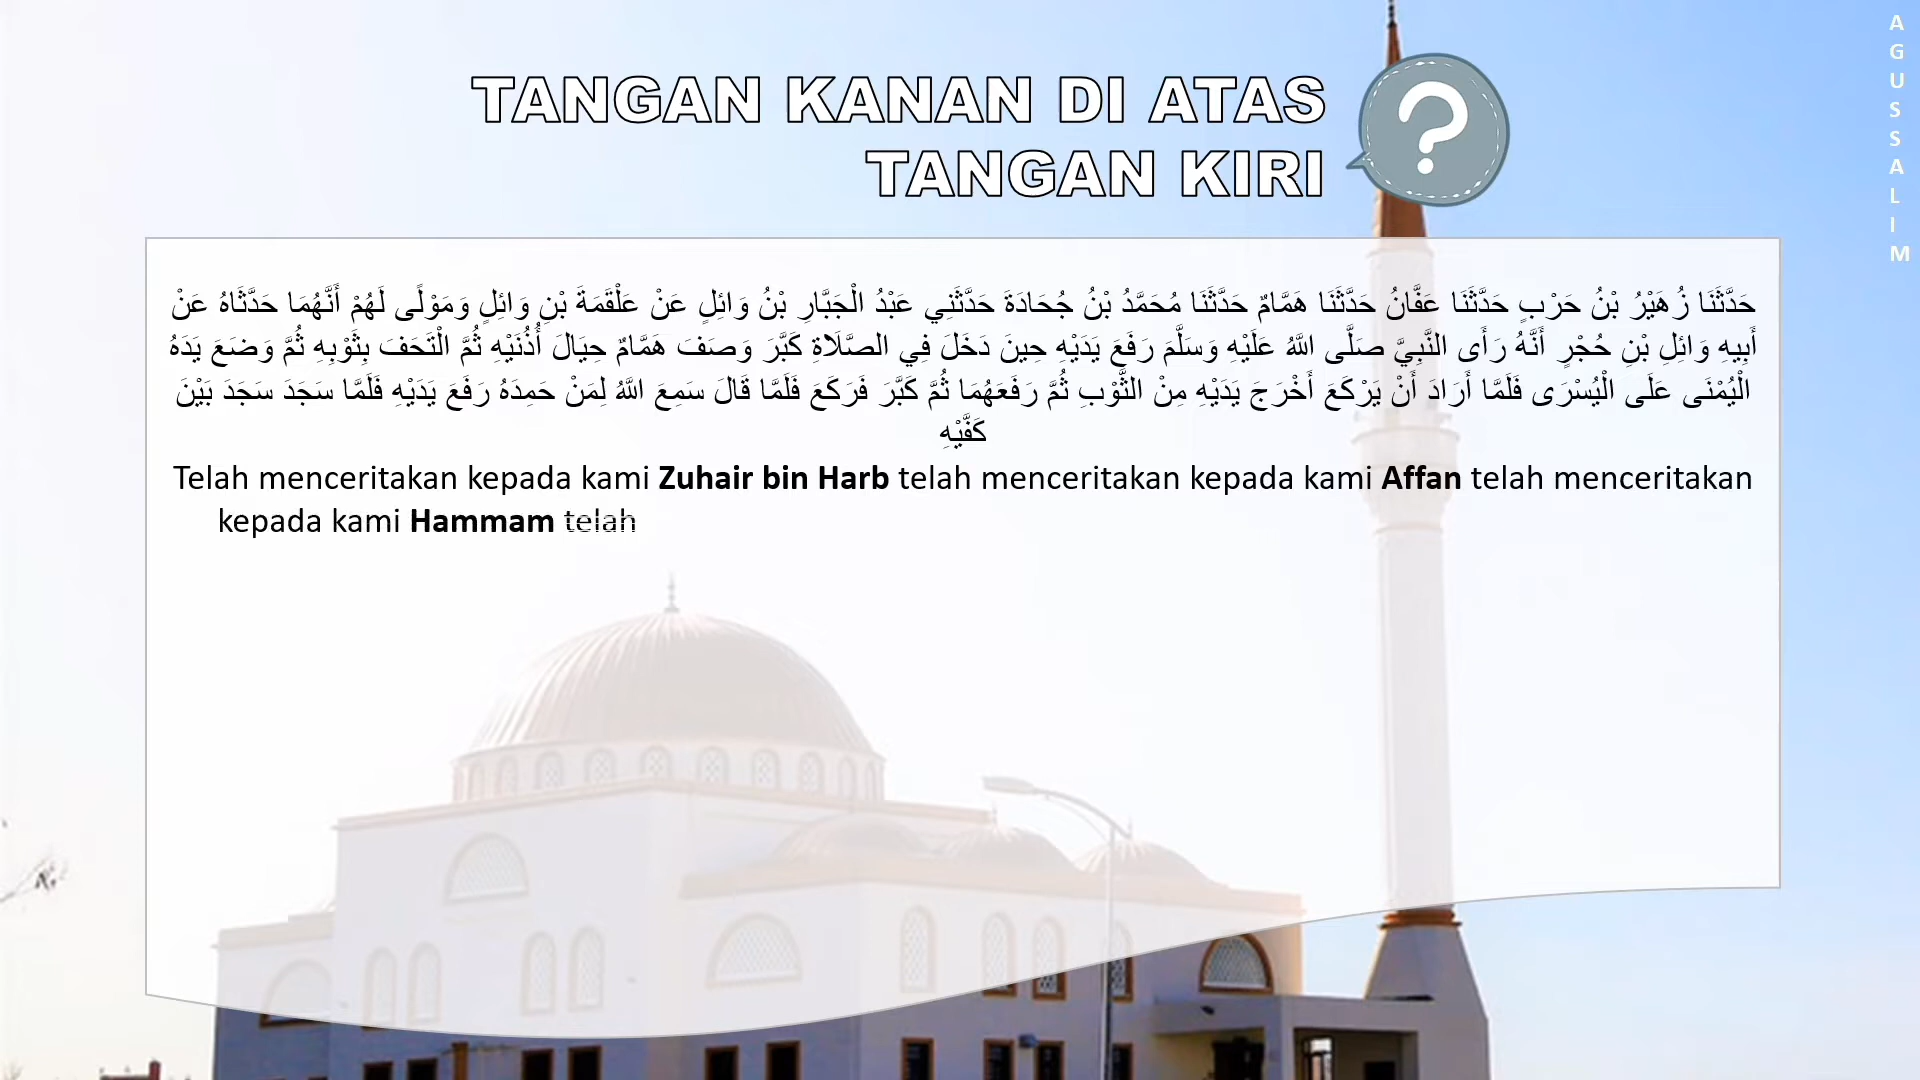 TANGAN KANAN DI ATAS
TANGAN KIRI
?
AGUSSALIM
حَدَّثَنَا زُهَيْرُ بْنُ حَرْبٍ حَدَّثَنَا عَفَّانُ حَدَّثَنَا هَمَّامٌ حَدَّثَنَا مُحَمَّدُ بْنُ جُحَادَةَ حَدَّثَنِي عَبْدُ الْجَبَّارِ بْنُ وَائِلٍ عَنْ عَلْقَمَةَ بْنِ وَائِلٍ وَمَوْلًى لَهُمْ أَنَّهُمَا حَدَّثَاهُ عَنْ
أَبِيهِ وَائِلِ بْنِ حُجْرٍ أَنَّهُ رَأَى النَّبِيَّ صَلَّى اللَّهُ عَلَيْهِ وَسَلَّمَ رَفَعَ يَدَيْهِ حِينَ دَخَلَ فِي الصَّلَاةِ كَبَّرَ وَصَفَ هَمَّامٌ حِيَالَ أُذُنَيْهِ ثُمَّ الْتَحَفَ بِثَوْبِهِ ثُمَّ وَضَعَ يَدَهُ
الْيُمْنَى عَلَى الْيُسْرَى فَلَمَّا أَرَادَ أَنْ يَرْكَعَ أَخْرَجَ يَدَيْهِ مِنْ الثَّوْبِ ثُمَّ رَفَعَهُمَا ثُمَّ كَبَّرَ فَرَكَعَ فَلَمَّا قَالَ سَمِعَ اللَّهُ لِمَنْ حَمِدَهُ رَفَعَ يَدَيْهِ فَلَمَّا سَجَدَ سَجَدَ بَيْنَ
كَفَّيْهِ
Telah menceritakan kepada kami Zuhair bin Harb telah menceritakan kepada kami Affan telah menceritakan
kepada kami Hammam telah